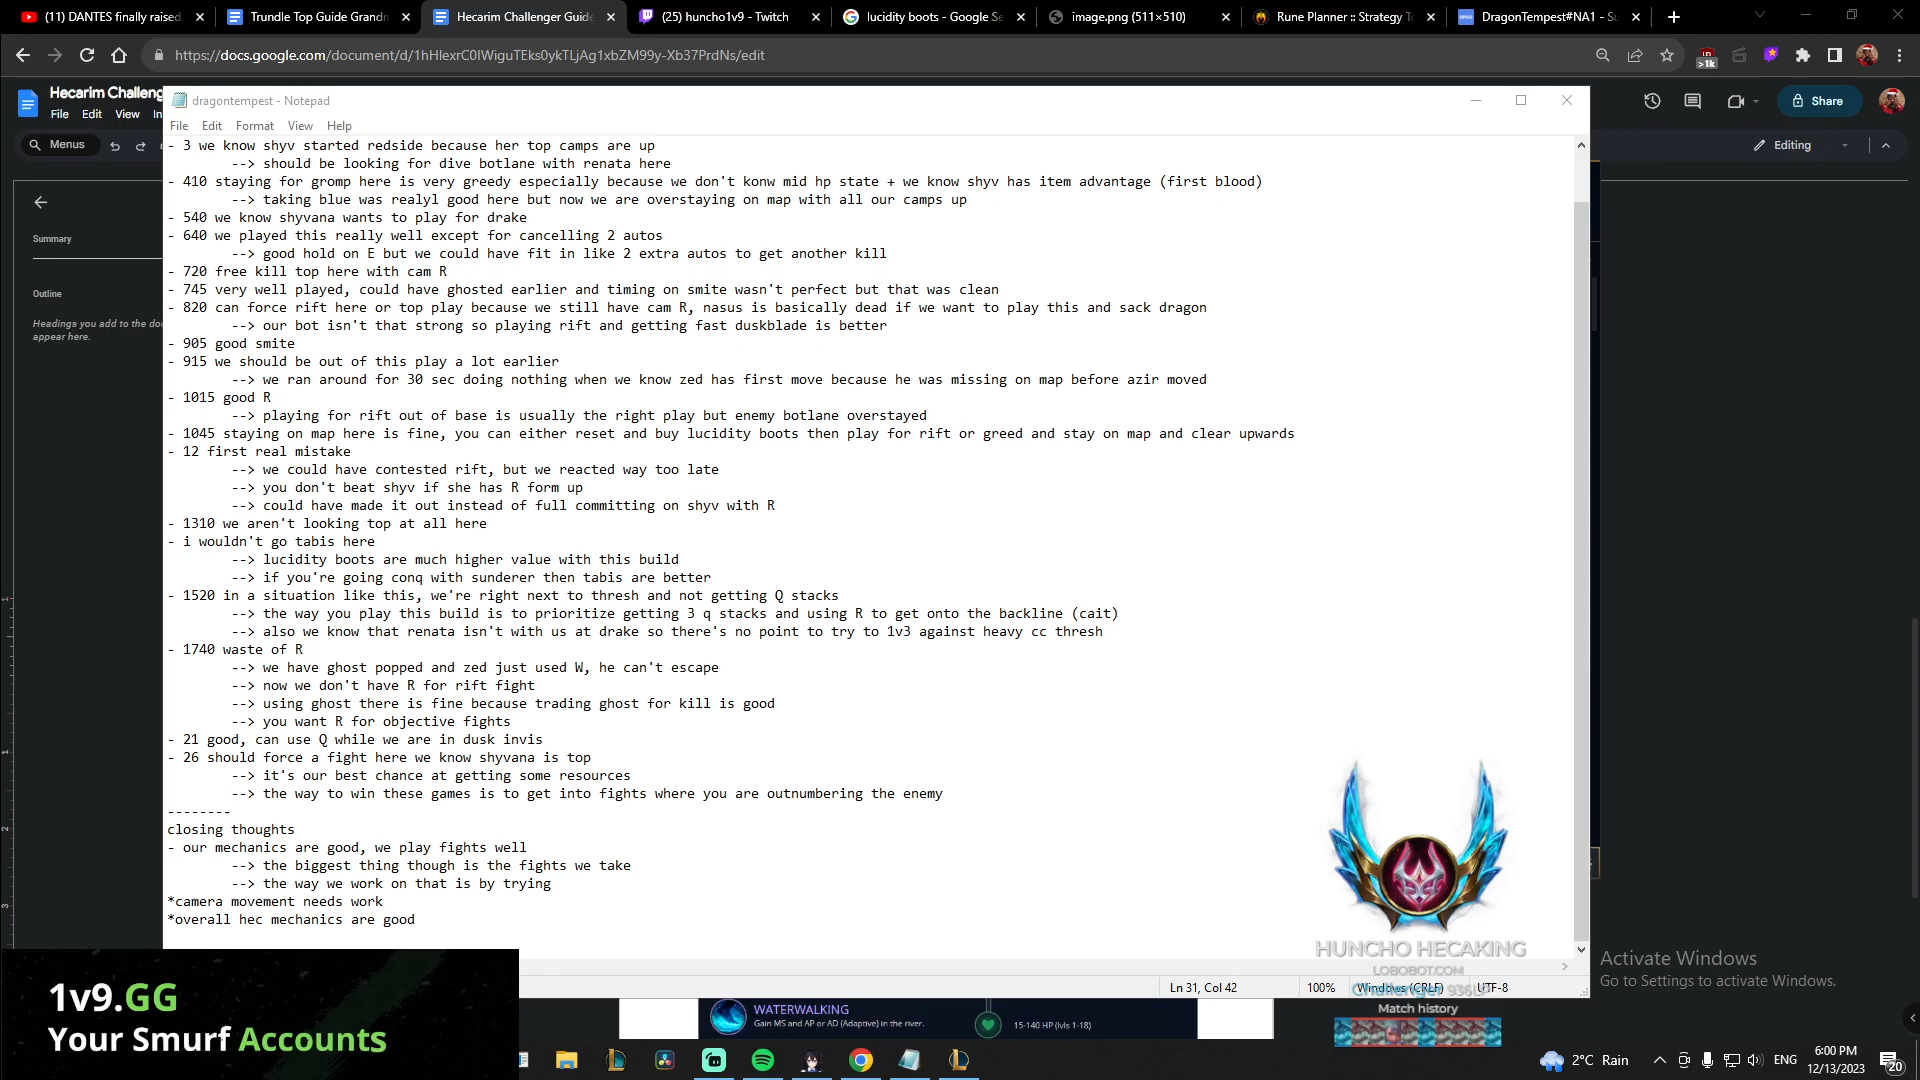 (11) DANTES finally raised
Trundle Top Guide Grandm
Hecarim Challenger Guide
(25) huncho1v9 - Twitch
lucidity boots - Google Se
image.png (511×510)
Rune Planner :: Strategy T
DragonTempest#NA1 - Su
https://docs.google.com/document/d/1hHlexrC0IWiguTEks0ykTLjAg1xbZM99y-Xb37PrdNs/edit
>1k
Hecarim Challeng
File Edit View In
Share
Menus
Editing
Summary
Outline
Headings you add to the do
appear here.
dragontempest - Notepad
File Edit Format View Help
- 3 we know shyv started redside because her top camps are up
--> should be looking for dive botlane with renata here
- 410 staying for gromp here is very greedy especially because we don't konw mid hp state + we know shyv has item advantage (first blood)
--> taking blue was realyl good here but now we are overstaying on map with all our camps up
- 540 we know shyvana wants to play for drake
- 640 we played this really well except for cancelling 2 autos
--> good hold on E but we could have fit in like 2 extra autos to get another kill
- 720 free kill top here with cam R
- 745 very well played, could have ghosted earlier and timing on smite wasn't perfect but that was clean
- 820 can force rift here or top play because we still have cam R, nasus is basically dead if we want to play this and sack dragon
--> our bot isn't that strong so playing rift and getting fast duskblade is better
- 905 good smite
- 915 we should be out of this play a lot earlier
--> we ran around for 30 sec doing nothing when we know zed has first move because he was missing on map before azir moved
- 1015 good R
--> playing for rift out of base is usually the right play but enemy botlane overstayed
- 1045 staying on map here is fine, you can either reset and buy lucidity boots then play for rift or greed and stay on map and clear upwards
- 12 first real mistake
--> we could have contested rift, but we reacted way too late
--> you don't beat shyv if she has R form up
--> could have made it out instead of full committing on shyv with R
- 1310 we aren't looking top at all here
- i wouldn't go tabis here
--> lucidity boots are much higher value with this build
--> if you're going conq with sunderer then tabis are better
- 1520 in a situation like this, we're right next to thresh and not getting Q stacks
--> the way you play this build is to prioritize getting 3 q stacks and using R to get onto the backline (cait)
--> also we know that renata isn't with us at drake so there's no point to try to 1v3 against heavy cc thresh
- 1740 waste of R
--> we have ghost popped and zed just used W, he can't escape
--> now we don't have R for rift fight
--> using ghost there is fine because trading ghost for kill is good
--> you want R for objective fights
- 21 good, can use Q while we are in dusk invis
- 26 should force a fight here we know shyvana is top
--> it's our best chance at getting some resources
--> the way to win these games is to get into fights where you are outnumbering the enemy
--------
closing thoughts
- our mechanics are good, we play fights well
--> the biggest thing though is the fights we take
--> the way we work on that is by trying
*camera movement needs work
*overall hec mechanics are good
HUNCHO HECAKING
LOBOBOT.COM
Challenger 936LP
Match history
Activate Windows
Go to Settings to activate Windows.
Ln 31, Col 42
100%
Windows (CRLF)
UTF-8
1v9.GG
Your Smurf Accounts
WATERWALKING
Gain MS and AP or AD (Adaptive) in the river.
15-140 HP (lvls 1-18)
2°C Rain
ENG
6:00 PM
12/13/2023
20